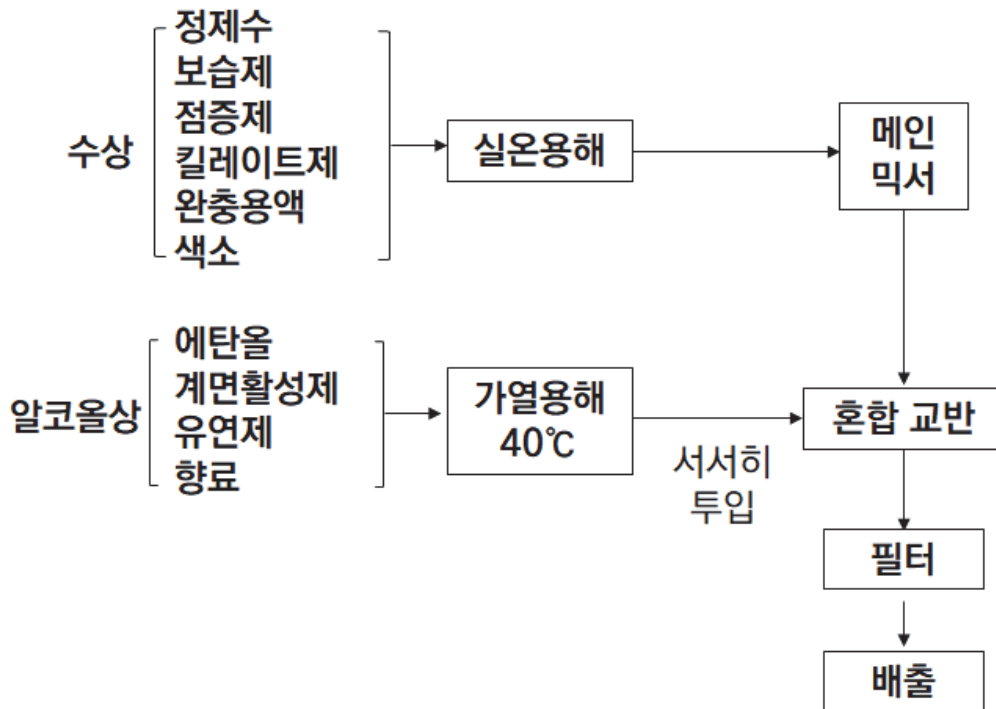 수상
정제수
보습제
점증제
킬레이트제
완충용액
색소
실온용해
메인
믹서
알코올상
에탄올
계면활성제
유연제
향료
가열용해
40℃
서서히
투입
혼합 교반
필터
배출